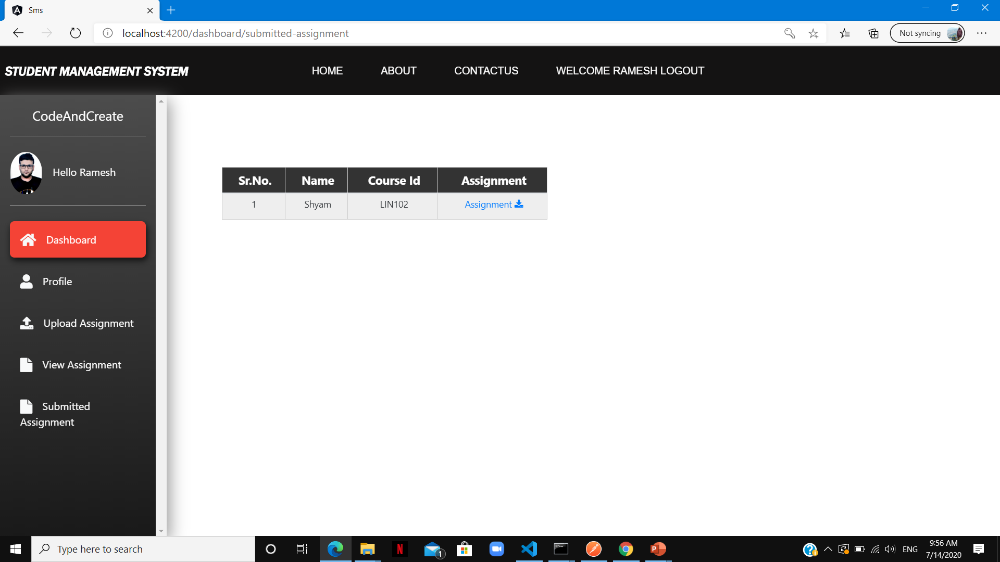 Sms
localhost:4200/dashboard/submitted-assignment
Not syncing
STUDENT MANAGEMENT SYSTEM
HOME ABOUT CONTACTUS WELCOME RAMESH LOGOUT
CodeAndCreate
Hello Ramesh
Dashboard
Profile
Upload Assignment
View Assignment
Submitted
Assignment
Sr.No. Name Course Id Assignment
1 Shyam LIN102 Assignment
Type here to search
1
ENG
9:56 AM
7/14/2020